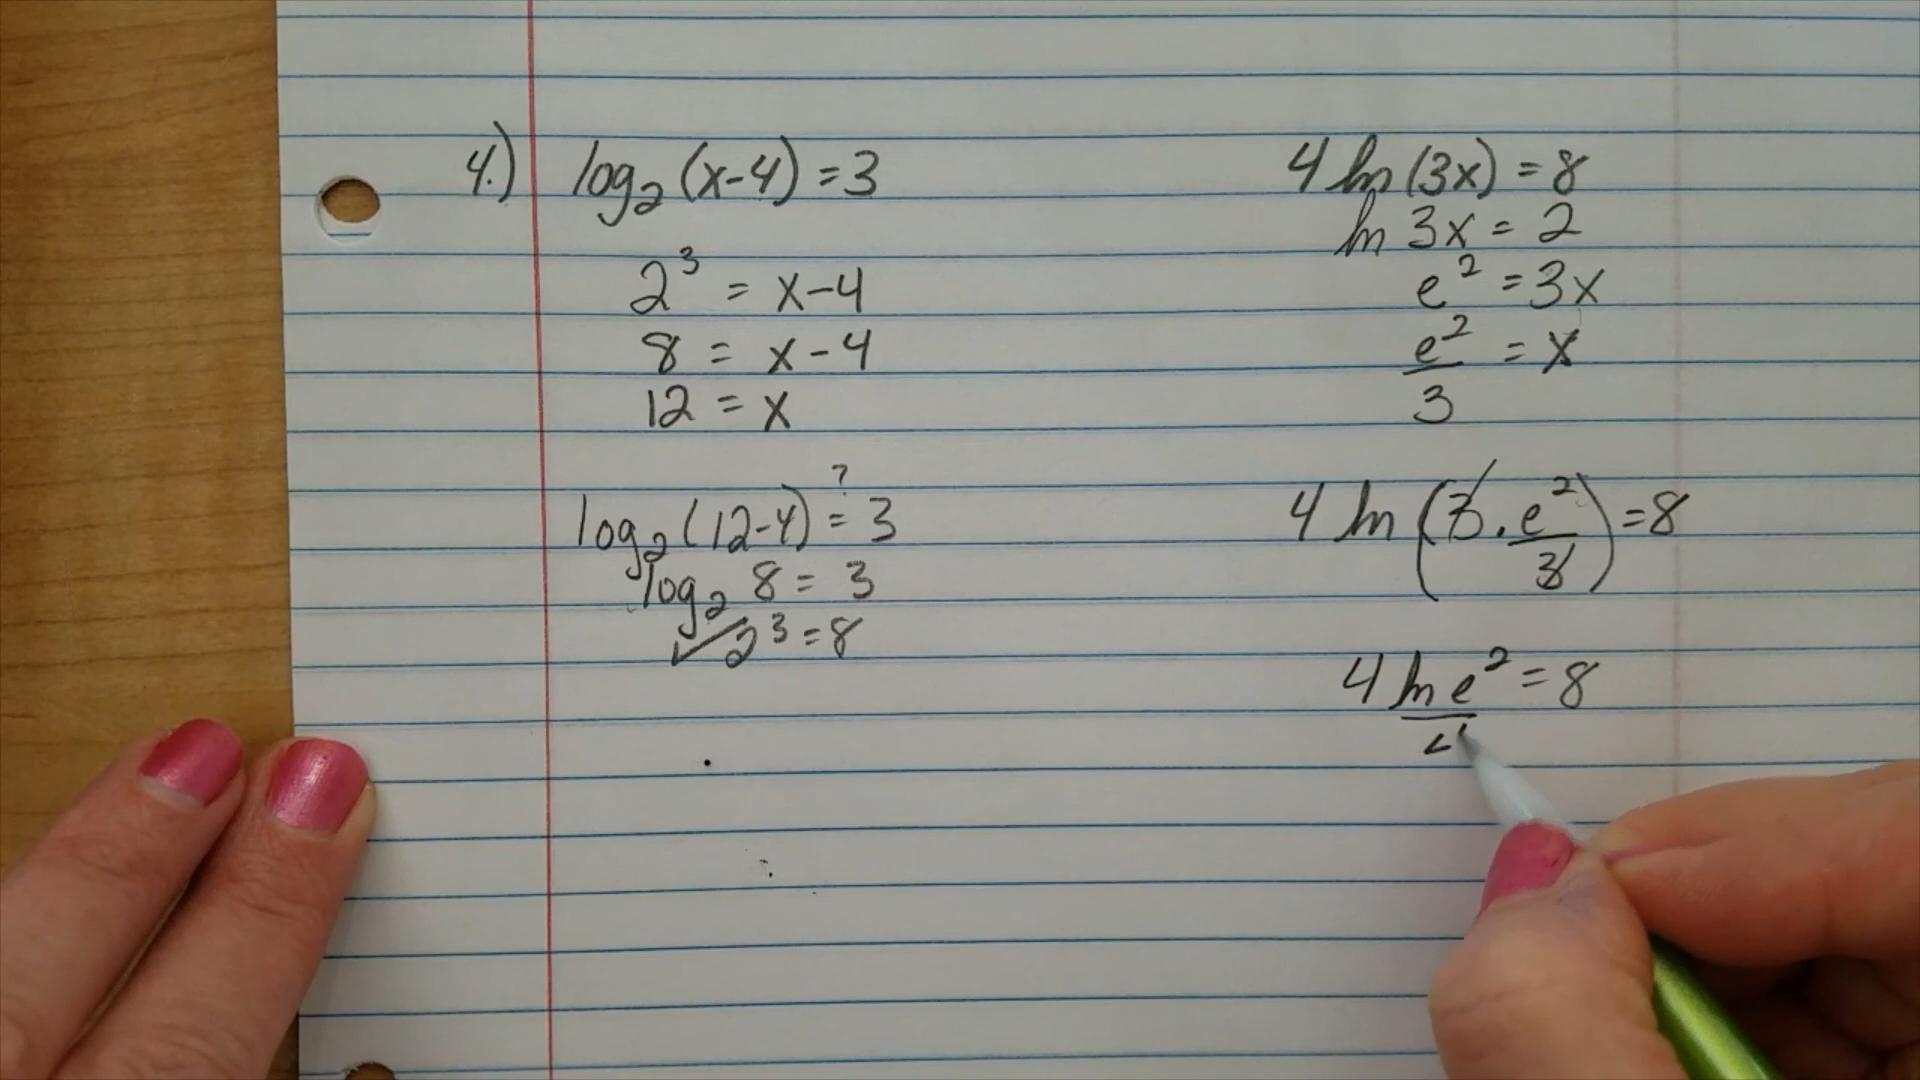 4.) log₂(x-4) = 3
2³ = x-4
8 = x-4
12 = x
log₂(12-4) ≟ 3
log₂ 8 = 3
✓ 2³ = 8
4 ln(3x) = 8
ln 3x = 2
e² = 3x
e²/3 = x
4 ln(3 · e²/3) = 8
4 ln e² = 8